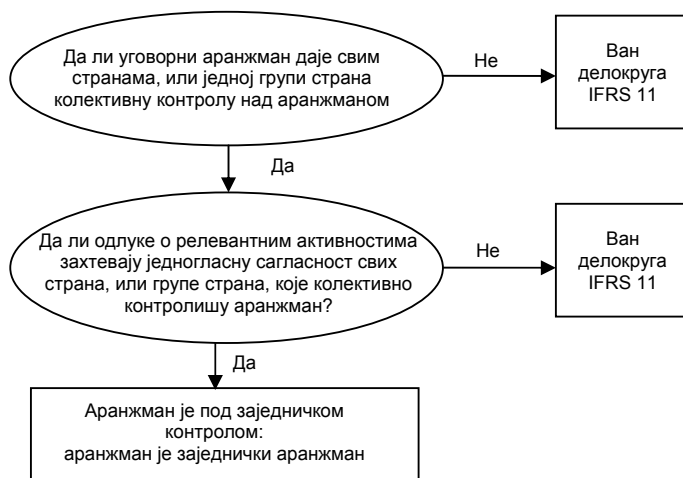 Да ли уговорни аранжман даје свим
странама, или једној групи страна
колективну контролу над аранжманом
Не
Ван
делокруга
IFRS 11
Да
Да ли одлуке о релевантним активностима
захтевају једногласну сагласност свих
страна, или групе страна, које колективно
контролишу аранжман?
Не
Ван
делокруга
IFRS 11
Да
Аранжман је под заједничком
контролом:
аранжман је заједнички аранжман